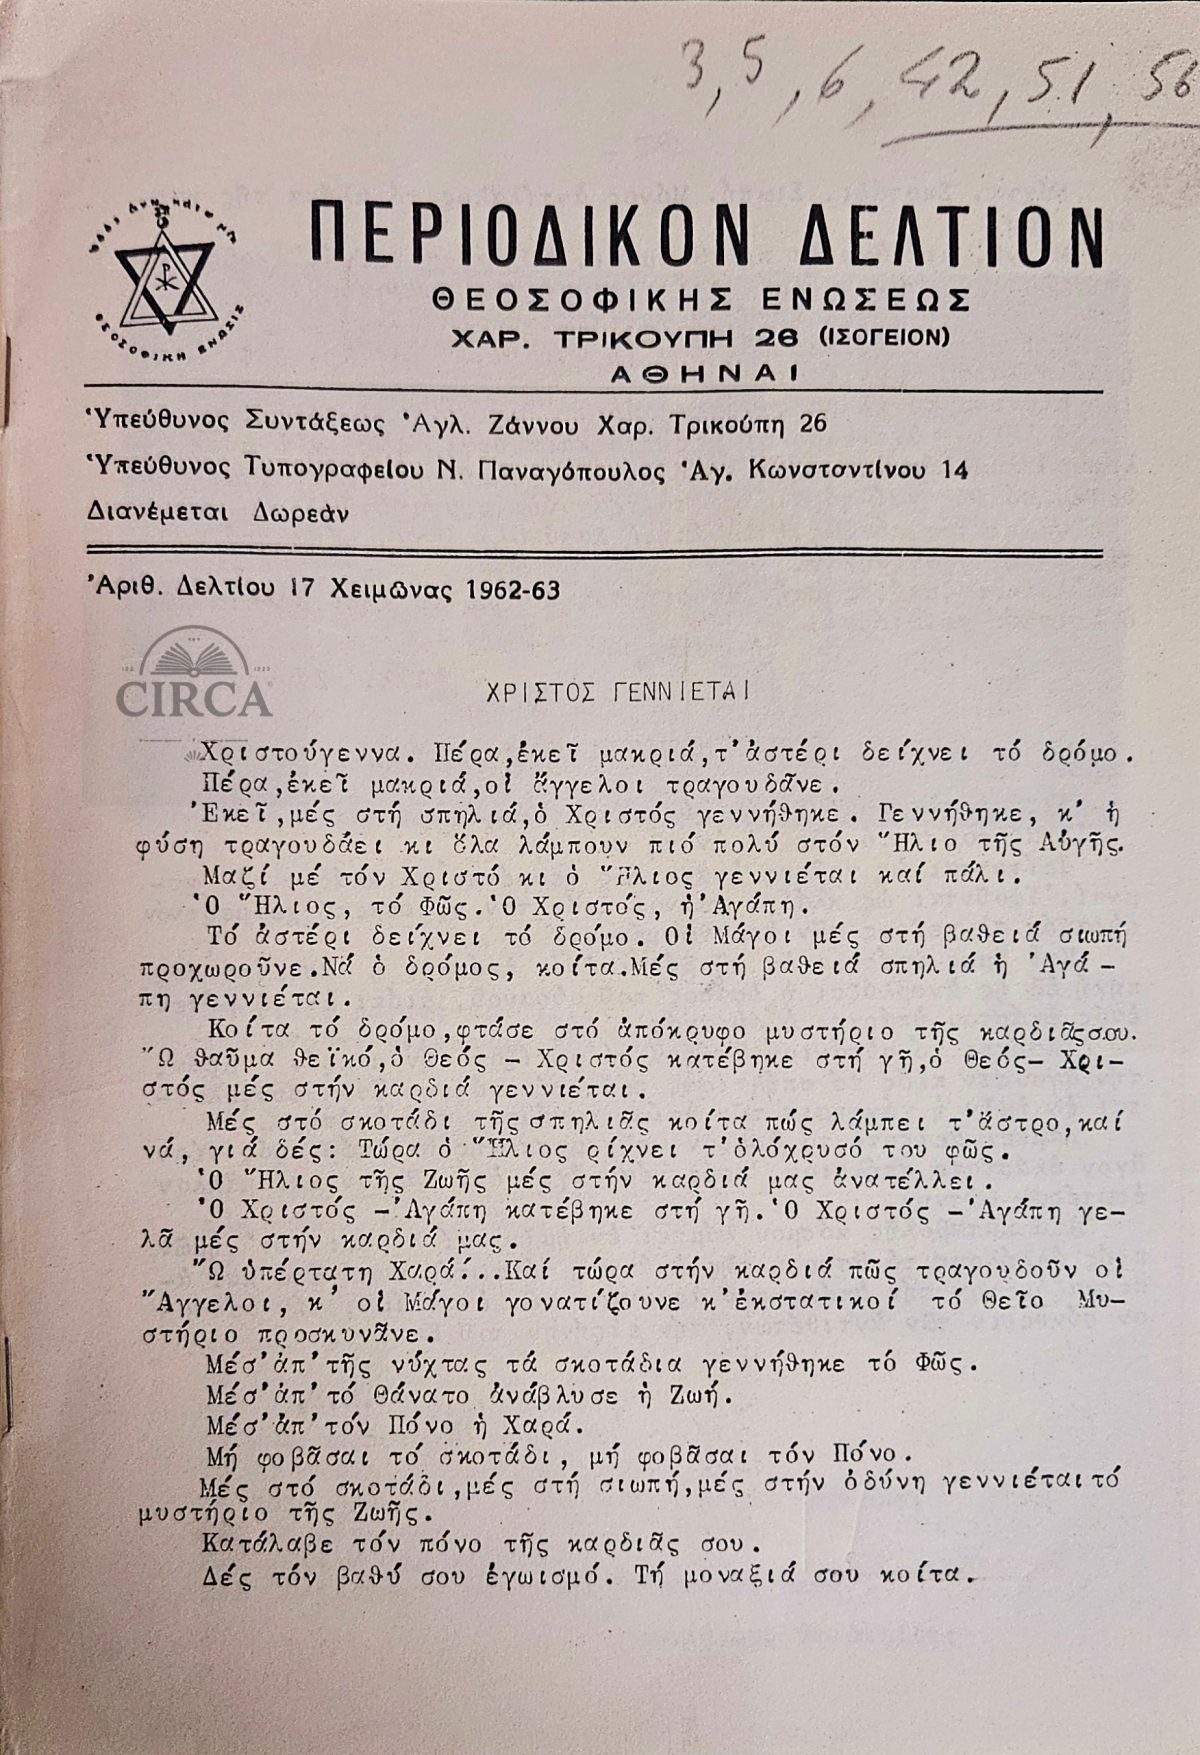 3, 5, 6, 42, 51, 56
ΘΕΟΣΟΦΙΚΗ ΕΝΩΣΙΣ
ΠΕΡΙΟΔΙΚΟΝ ΔΕΛΤΙΟΝ
ΘΕΟΣΟΦΙΚΗΣ ΕΝΩΣΕΩΣ
ΧΑΡ. ΤΡΙΚΟΥΠΗ 26 (ΙΣΟΓΕΙΟΝ)
ΑΘΗΝΑΙ
Ὑπεύθυνος Συντάξεως Ἀγλ. Ζάννου Χαρ. Τρικούπη 26
Ὑπεύθυνος Τυπογραφείου Ν. Παναγόπουλος Ἁγ. Κωνσταντίνου 14
Διανέμεται Δωρεὰν
Ἀριθ. Δελτίου 17 Χειμῶνας 1962-63
CIRCA
ΧΡΙΣΤΟΣ ΓΕΝΝΙΕΤΑΙ
Χριστούγεννα. Πέρα, ἐκεῖ μακριά, τ' ἀστέρι δείχνει τό δρόμο.
Πέρα, ἐκεῖ μακριά, οἱ ἄγγελοι τραγουδᾶνε.
Ἐκεῖ, μές στή σπηλιά, ὁ Χριστός γεννήθηκε. Γεννήθηκε, κ' ἡ
φύση τραγουδάει κι ὅλα λάμπουν πιό πολύ στόν Ἥλιο τῆς Αὐγῆς.
Μαζί μέ τόν Χριστό κι ὁ Ἥλιος γεννιέται καί πάλι.
Ὁ Ἥλιος, τό Φῶς. Ὁ Χριστός, ἡ Ἀγάπη.
Τό ἀστέρι δείχνει τό δρόμο. Οἱ Μάγοι μές στή βαθειά σιωπή
προχωροῦνε. Νά ὁ δρόμος, κοίτα. Μές στή βαθειά σπηλιά ἡ Ἀγά-
πη γεννιέται.
Κοίτα τό δρόμο, φτάσε στό ἀπόκρυφο μυστήριο τῆς καρδιᾶς σου.
Ὦ θαῦμα θεϊκό, ὁ Θεός - Χριστός κατέβηκε στή γῆ, ὁ Θεός - Χρι-
στός μές στήν καρδιά γεννιέται.
Μές στό σκοτάδι τῆς σπηλιᾶς κοίτα πώς λάμπει τ' ἄστρο, καί
νά, γιά δές: Τώρα ὁ Ἥλιος ρίχνει τ' ὁλόχρυσό του φῶς.
Ὁ Ἥλιος τῆς Ζωῆς μές στήν καρδιά μας ἀνατέλλει.
Ὁ Χριστός - Ἀγάπη κατέβηκε στή γῆ. Ὁ Χριστός - Ἀγάπη γε-
λᾶ μές στήν καρδιά μας.
Ὦ ὑπέρτατη Χαρά!.. Καί τώρα στήν καρδιά πῶς τραγουδοῦν οἱ
Ἄγγελοι, κ' οἱ Μάγοι γονατίζουνε κ' ἐκστατικοί τό Θεῖο Μυ-
στήριο προσκυνᾶνε.
Μέσ' ἀπ' τῆς νύχτας τά σκοτάδια γεννήθηκε τό Φῶς.
Μέσ' ἀπ' τό Θάνατο ἀνάβλυσε ἡ Ζωή.
Μέσ' ἀπ' τόν Πόνο ἡ Χαρά.
Μή φοβᾶσαι τό σκοτάδι, μή φοβᾶσαι τόν Πόνο.
Μές στό σκοτάδι, μές στή σιωπή, μές στήν ὀδύνη γεννιέται τό
μυστήριο τῆς Ζωῆς.
Κατάλαβε τόν πόνο τῆς καρδιᾶς σου.
Δές τόν βαθύ σου ἐγωισμό. Τή μοναξιά σου κοίτα.